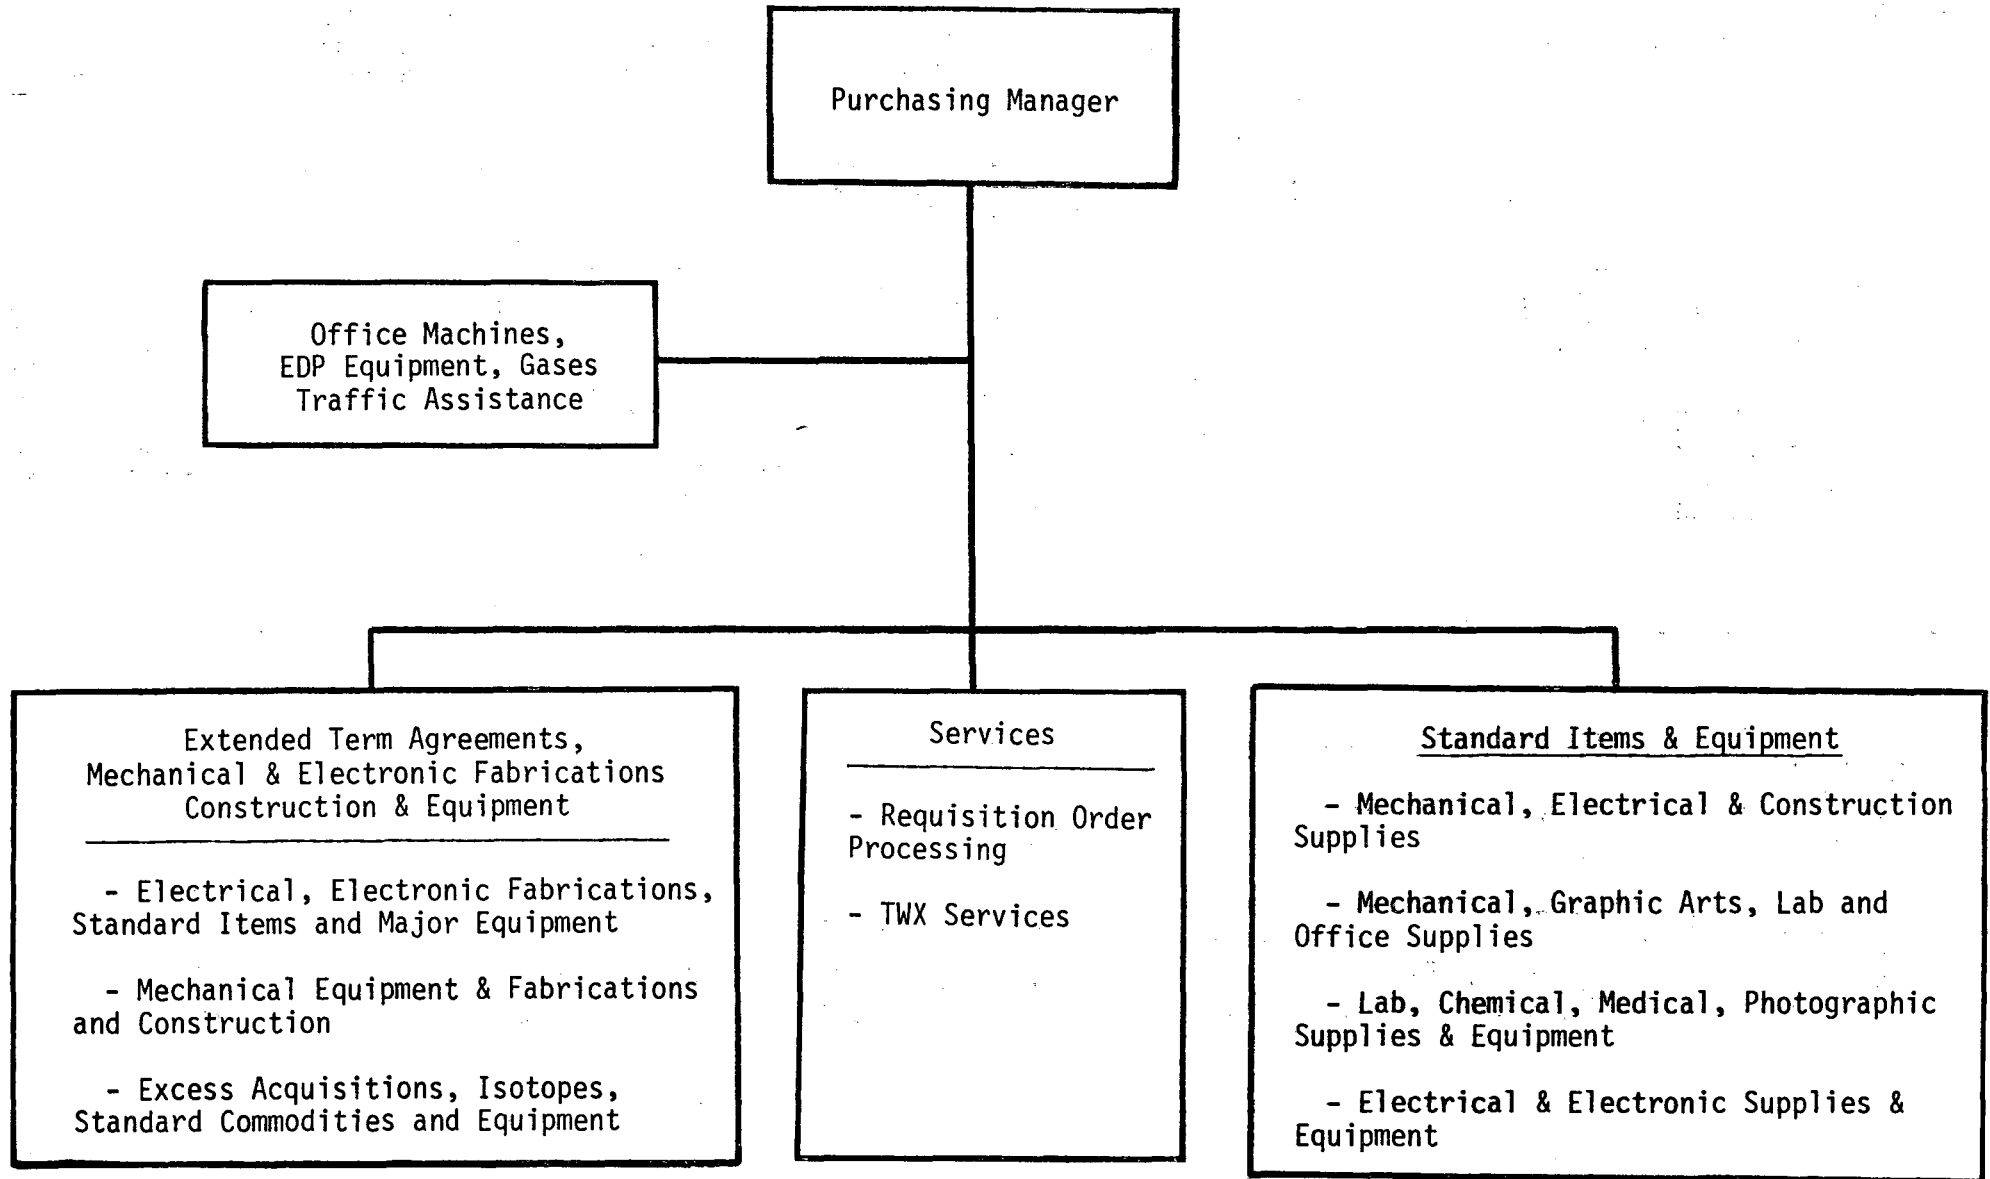 Purchasing Manager
Office Machines,
EDP Equipment, Gases
Traffic Assistance
Extended Term Agreements,
Mechanical & Electronic Fabrications
Construction & Equipment
- Electrical, Electronic Fabrications,
Standard Items and Major Equipment
- Mechanical Equipment & Fabrications
and Construction
- Excess Acquisitions, Isotopes,
Standard Commodities and Equipment
Services
- Requisition Order
Processing
- TWX Services
Standard Items & Equipment
- Mechanical, Electrical & Construction
Supplies
- Mechanical, Graphic Arts, Lab and
Office Supplies
- Lab, Chemical, Medical, Photographic
Supplies & Equipment
- Electrical & Electronic Supplies &
Equipment